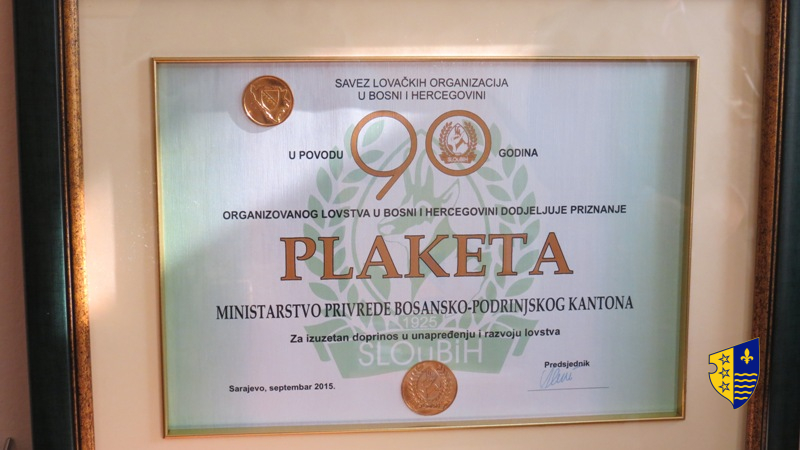 SAVEZ LOVAČKIH ORGANIZACIJA
U BOSNI I HERCEGOVINI
U POVODU 90 GODINA
SLOuBiH
ORGANIZOVANOG LOVSTVA U BOSNI I HERCEGOVINI DODJELJUJE PRIZNANJE
PLAKETA
MINISTARSTVO PRIVREDE BOSANSKO-PODRINJSKOG KANTONA
1925
Za izuzetan doprinos u unapređenju i razvoju lovstva
SLOuBiH
Predsjednik
Sarajevo, septembar 2015.